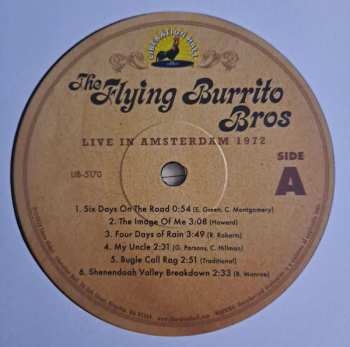 LIBERATION HALL
The Flying Burrito
Bros
LIVE IN AMSTERDAM 1972
SIDE
A
LIB-5170
1. Six Days On The Road 0:54 (E. Green, C. Montgomery)
2. The Image Of Me 3:08 (Howard)
3. Four Days of Rain 3:49 (R. Roberts)
4. My Uncle 2:31 (G. Parsons, C. Hillman)
5. Bugle Call Rag 2:51 (Traditional)
6. Shenendoah Valley Breakdown 2:33 (B. Monroe)